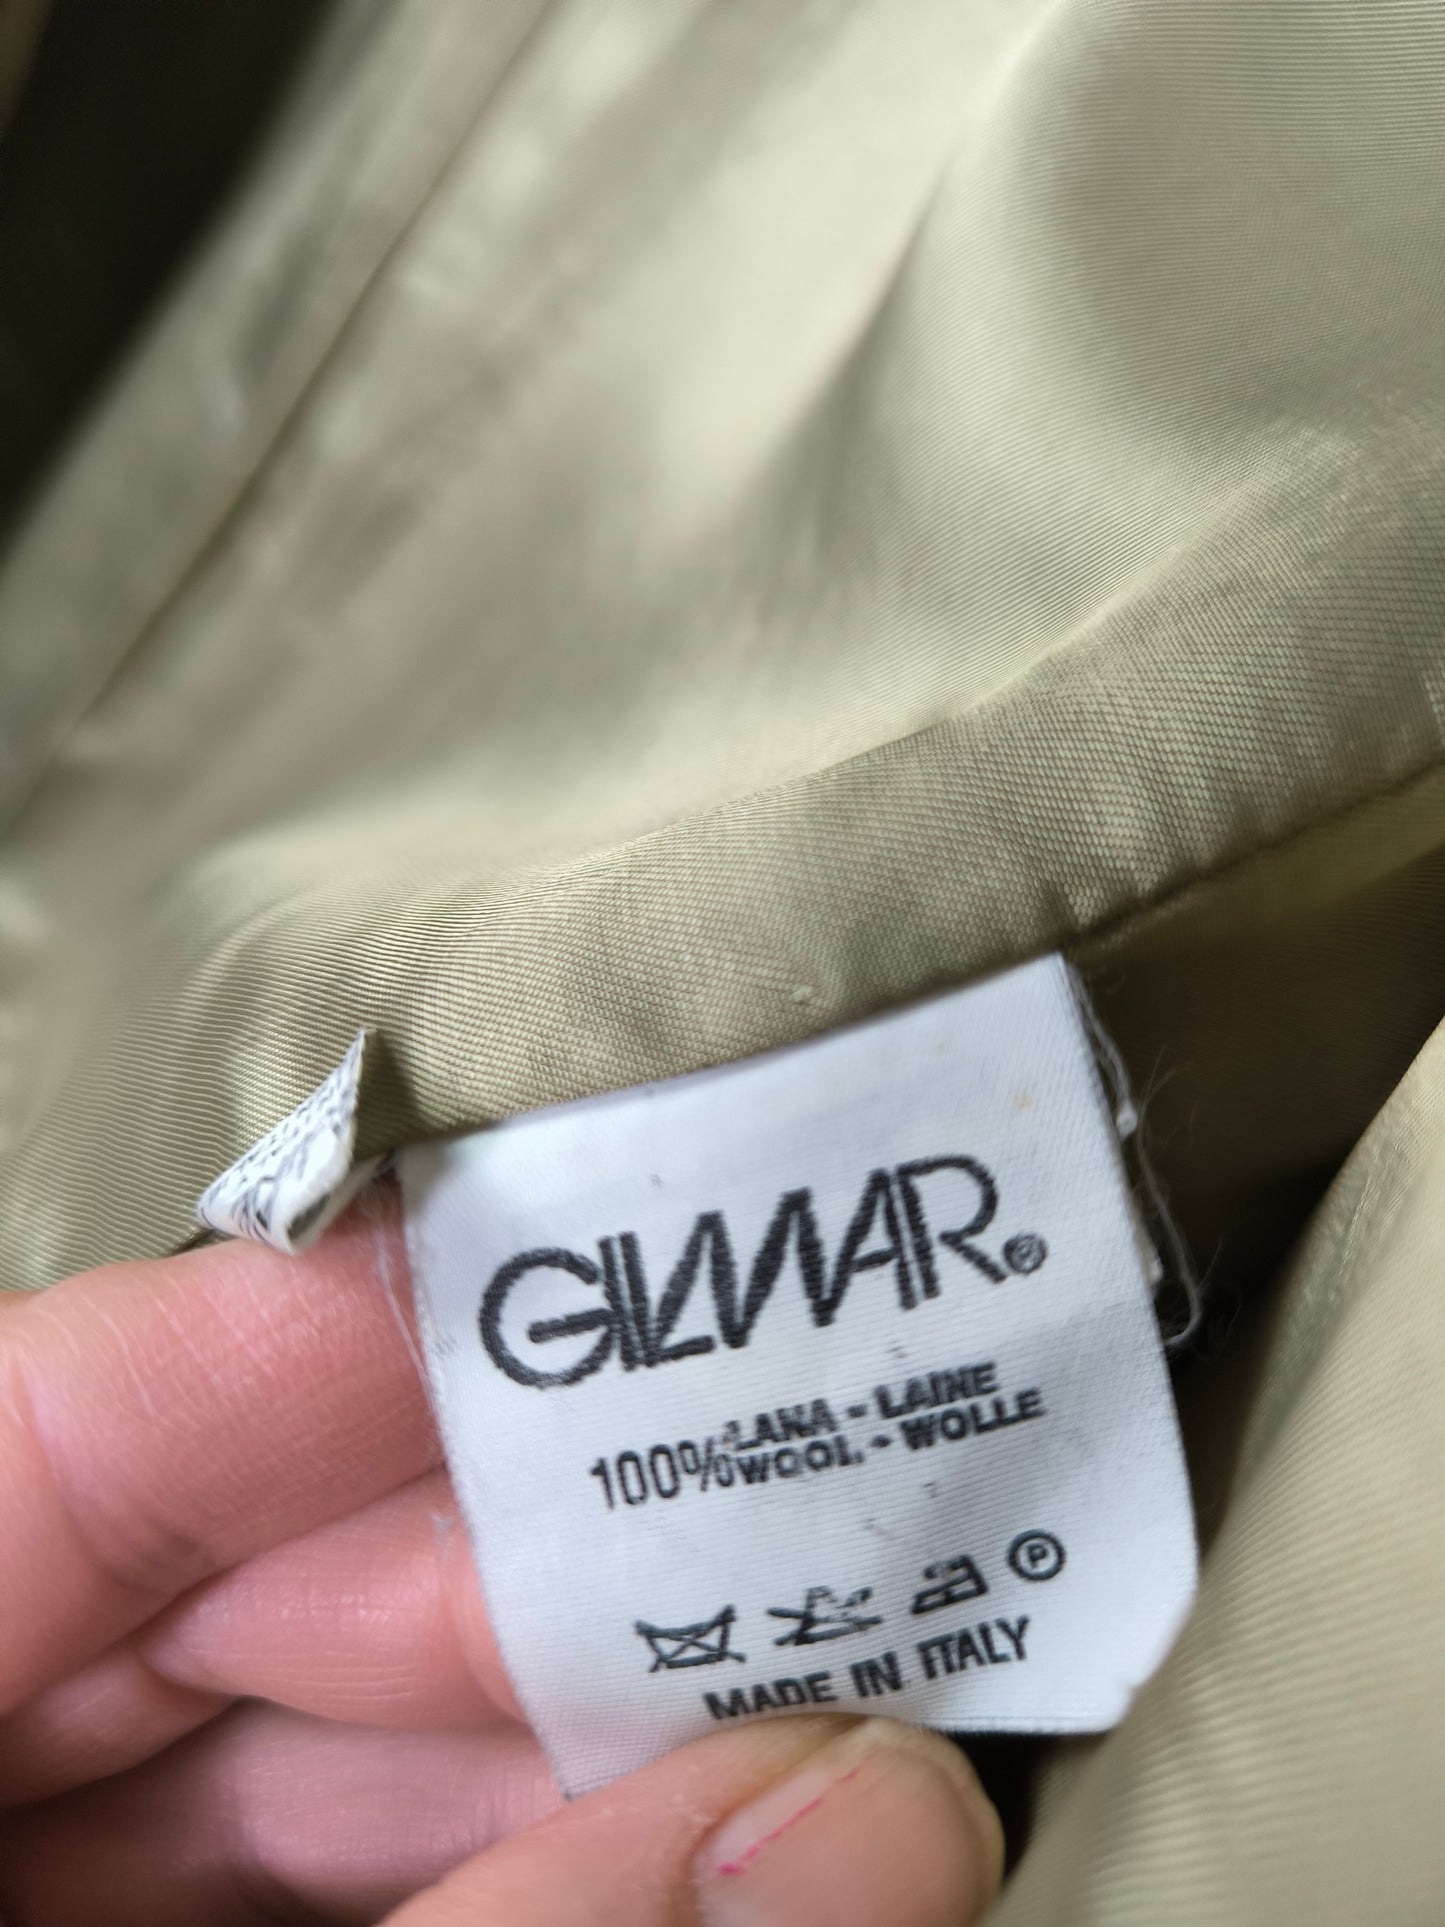 GILMAR®
100% LANA - LAINE
WOOL - WOLLE
P
MADE IN ITALY